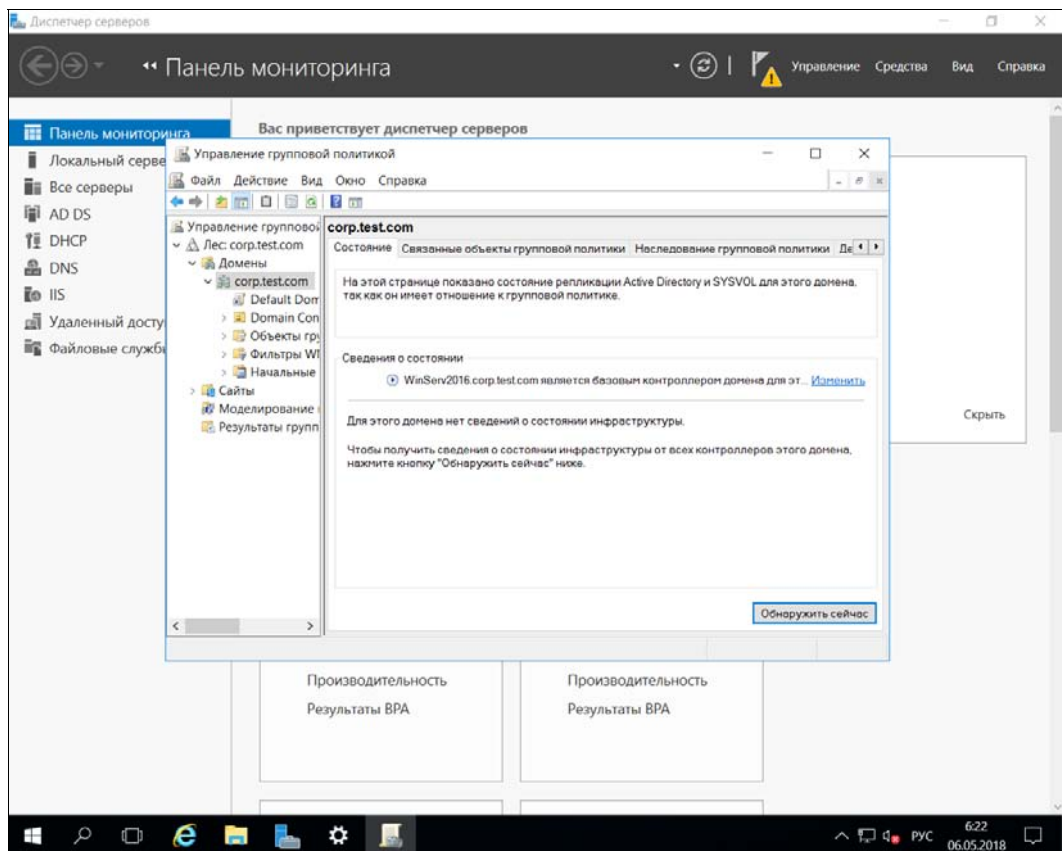 Диспетчер серверов
Панель мониторинга
Управление Средства Вид Справка
Панель мониторинга
Локальный серве
Все серверы
AD DS
DHCP
DNS
IIS
Удаленный досту
Файловые служб
Вас приветствует диспетчер серверов
Управление групповой политикой
Файл Действие Вид Окно Справка
Управление групповой
Лес: corp.test.com
Домены
corp.test.com
Default Dom
Domain Con
Объекты гру
Фильтры WI
Начальные
Сайты
Моделирование
Результаты групп
corp.test.com
Состояние Связанные объекты групповой политики Наследование групповой политики Де
На этой странице показано состояние репликации Active Directory и SYSVOL для этого домена,
так как он имеет отношение к групповой политике.
Сведения о состоянии
WinServ2016.corp.test.com является базовым контроллером домена для эт... Изменить
Для этого домена нет сведений о состоянии инфраструктуры.
Чтобы получить сведения о состоянии инфраструктуры от всех контроллеров этого домена,
нажмите кнопку "Обнаружить сейчас" ниже.
Обнаружить сейчас
Скрыть
Производительность
Результаты BPA
Производительность
Результаты BPA
РУС
6:22
06.05.2018